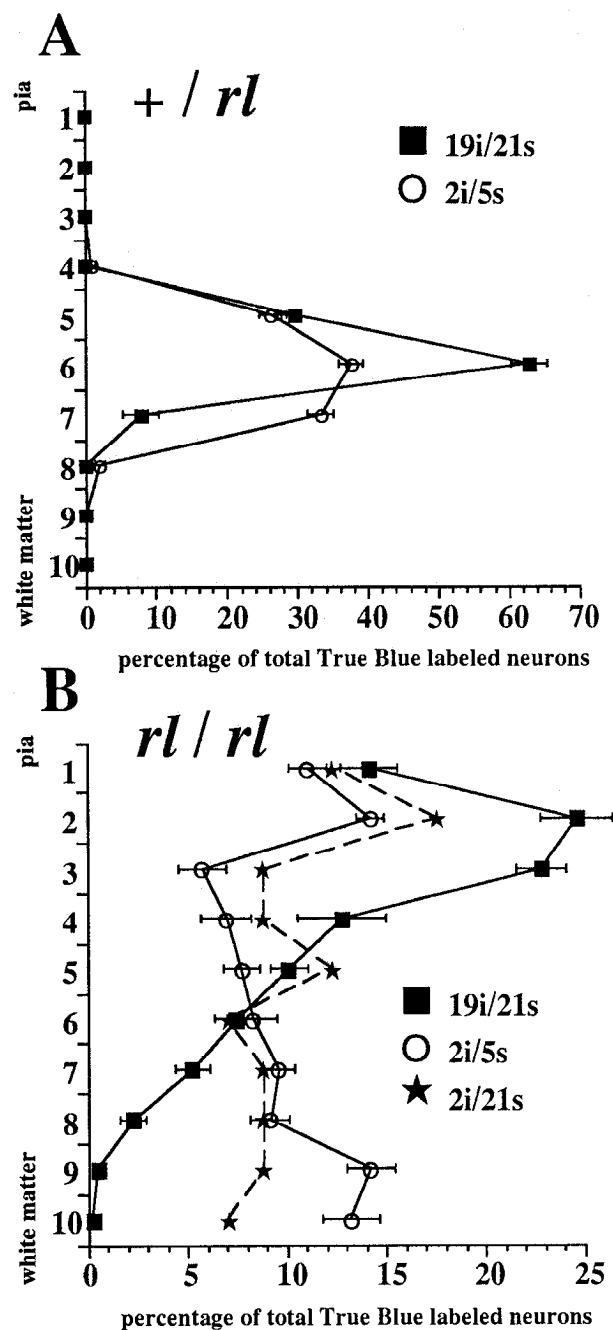 A
+ / rl
pia
1
2
3
4
5
6
7
8
9
10
white matter
19i/21s
2i/5s
0 10 20 30 40 50 60 70
percentage of total True Blue labeled neurons
B
rl / rl
pia
1
2
3
4
5
6
7
8
9
10
white matter
19i/21s
2i/5s
2i/21s
0 5 10 15 20 25
percentage of total True Blue labeled neurons